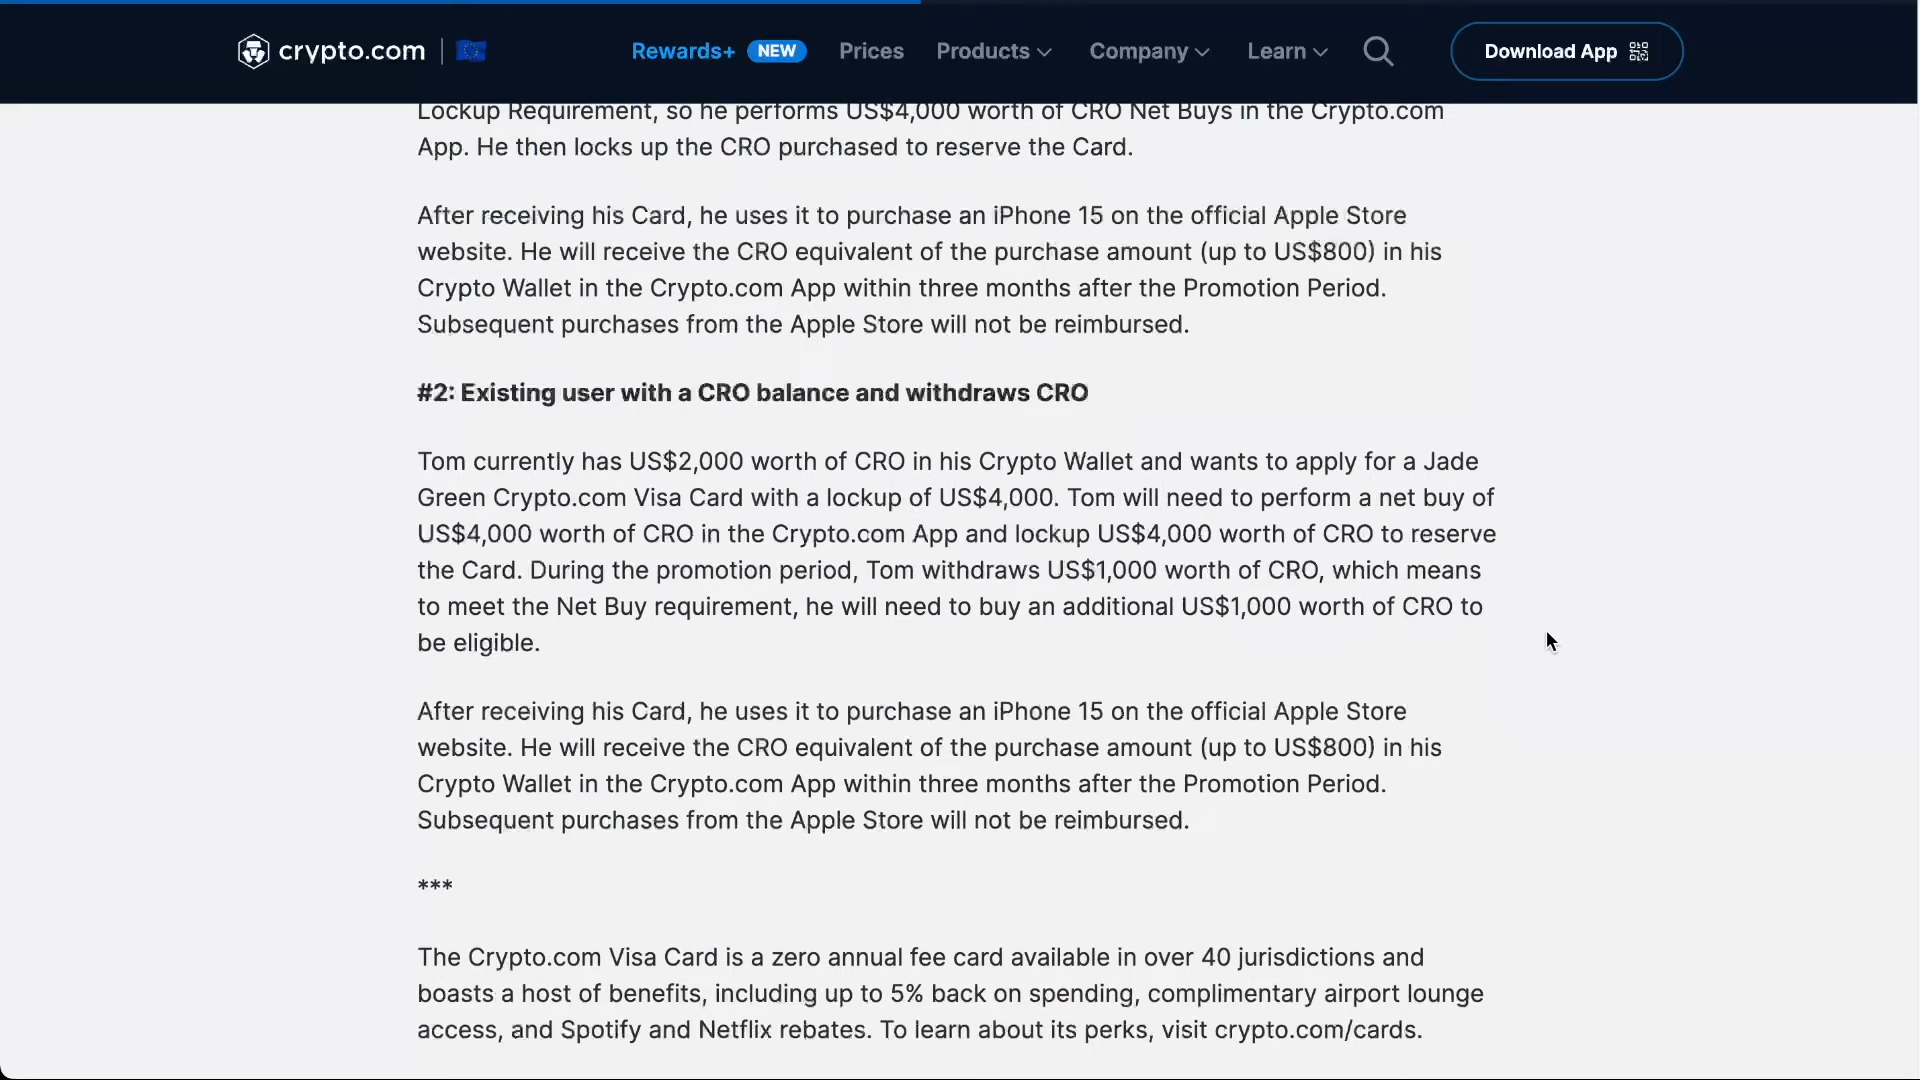 crypto.com
Rewards+ NEW Prices Products Company Learn Download App
Lockup Requirement, so he performs US$4,000 worth of CRO Net Buys in the Crypto.com
App. He then locks up the CRO purchased to reserve the Card.
After receiving his Card, he uses it to purchase an iPhone 15 on the official Apple Store
website. He will receive the CRO equivalent of the purchase amount (up to US$800) in his
Crypto Wallet in the Crypto.com App within three months after the Promotion Period.
Subsequent purchases from the Apple Store will not be reimbursed.
#2: Existing user with a CRO balance and withdraws CRO
Tom currently has US$2,000 worth of CRO in his Crypto Wallet and wants to apply for a Jade
Green Crypto.com Visa Card with a lockup of US$4,000. Tom will need to perform a net buy of
US$4,000 worth of CRO in the Crypto.com App and lockup US$4,000 worth of CRO to reserve
the Card. During the promotion period, Tom withdraws US$1,000 worth of CRO, which means
to meet the Net Buy requirement, he will need to buy an additional US$1,000 worth of CRO to
be eligible.
After receiving his Card, he uses it to purchase an iPhone 15 on the official Apple Store
website. He will receive the CRO equivalent of the purchase amount (up to US$800) in his
Crypto Wallet in the Crypto.com App within three months after the Promotion Period.
Subsequent purchases from the Apple Store will not be reimbursed.
***
The Crypto.com Visa Card is a zero annual fee card available in over 40 jurisdictions and
boasts a host of benefits, including up to 5% back on spending, complimentary airport lounge
access, and Spotify and Netflix rebates. To learn about its perks, visit crypto.com/cards.